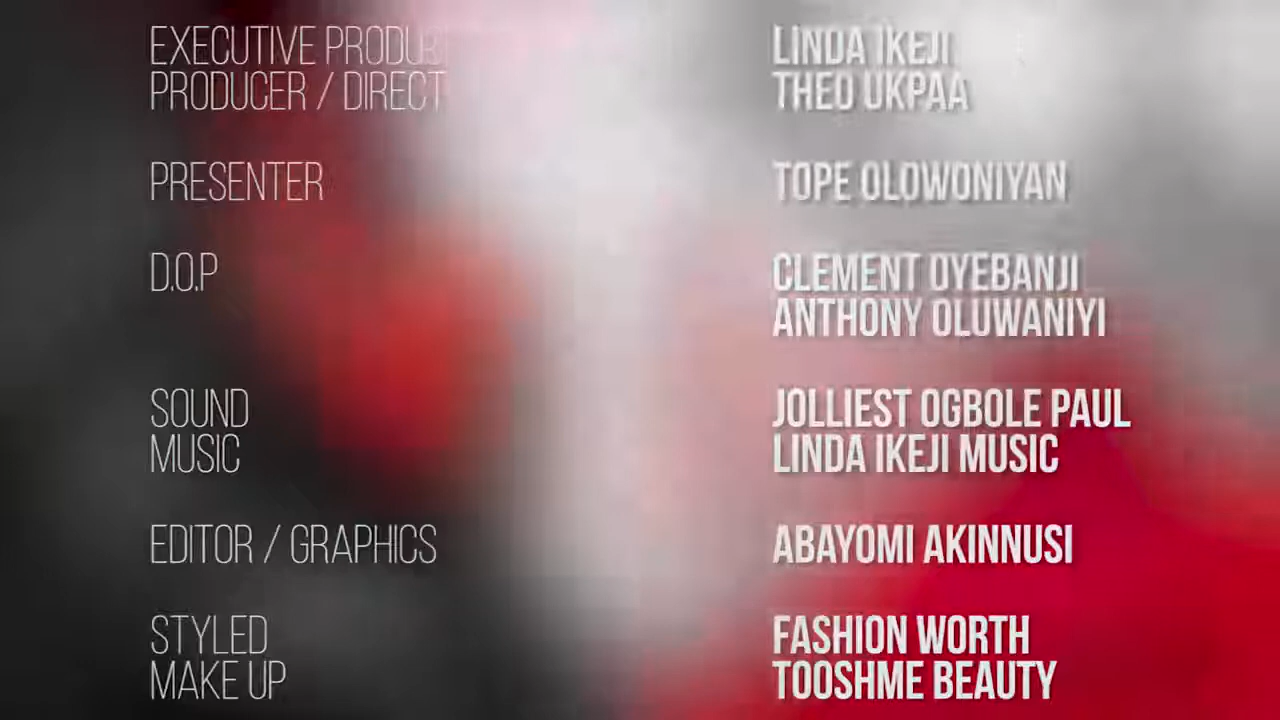 EXECUTIVE PRODUC LINDA IKEJI
PRODUCER / DIRECT THEO UKPAA
PRESENTER TOPE OLOWONIYAN
D.O.P CLEMENT OYEBANJI
ANTHONY OLUWANIYI
SOUND JOLLIEST OGBOLE PAUL
MUSIC LINDA IKEJI MUSIC
EDITOR / GRAPHICS ABAYOMI AKINNUSI
STYLED FASHION WORTH
MAKE UP TOOSHME BEAUTY